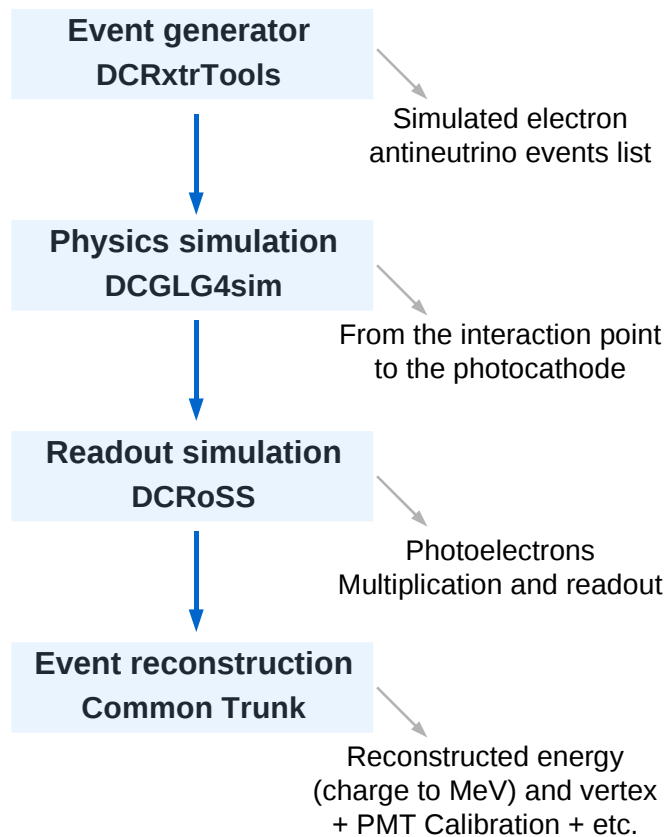 Event generator
DCRxtrTools
Simulated electron
antineutrino events list
Physics simulation
DCGLG4sim
From the interaction point
to the photocathode
Readout simulation
DCRoSS
Photoelectrons
Multiplication and readout
Event reconstruction
Common Trunk
Reconstructed energy
(charge to MeV) and vertex
+ PMT Calibration + etc.